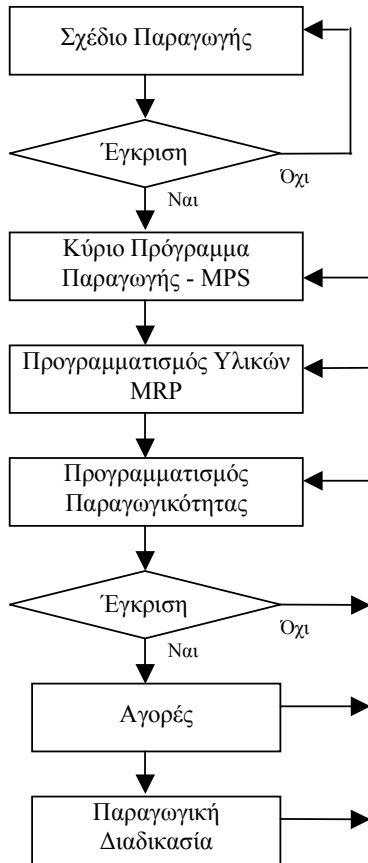 Σχέδιο Παραγωγής
Έγκριση
Όχι
Ναι
Κύριο Πρόγραμμα
Παραγωγής - MPS
Προγραμματισμός Υλικών
MRP
Προγραμματισμός
Παραγωγικότητας
Έγκριση
Όχι
Ναι
Αγορές
Παραγωγική
Διαδικασία